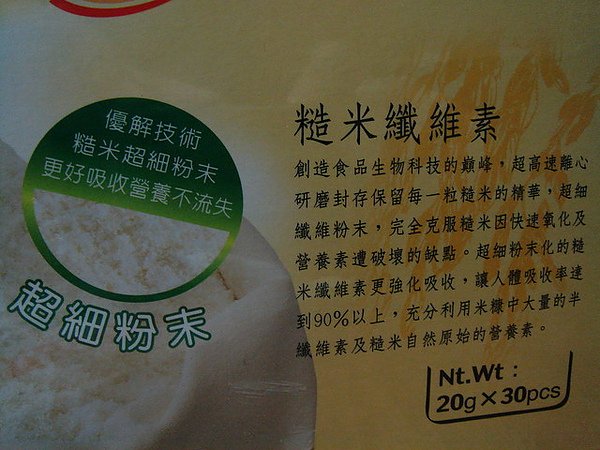 優解技術
糙米超細粉末
更好吸收營養不流失
超細粉末
糙米纖維素
創造食品生物科技的巔峰，超高速離心
研磨封存保留每一粒糙米的精華，超細
纖維粉末，完全克服糙米因快速氧化及
營養素遭破壞的缺點。超細粉末化的糙
米纖維素更強化吸收，讓人體吸收率達
到90%以上，充分利用米糠中大量的半
纖維素及糙米自然原始的營養素。
Nt.Wt：
20g×30pcs